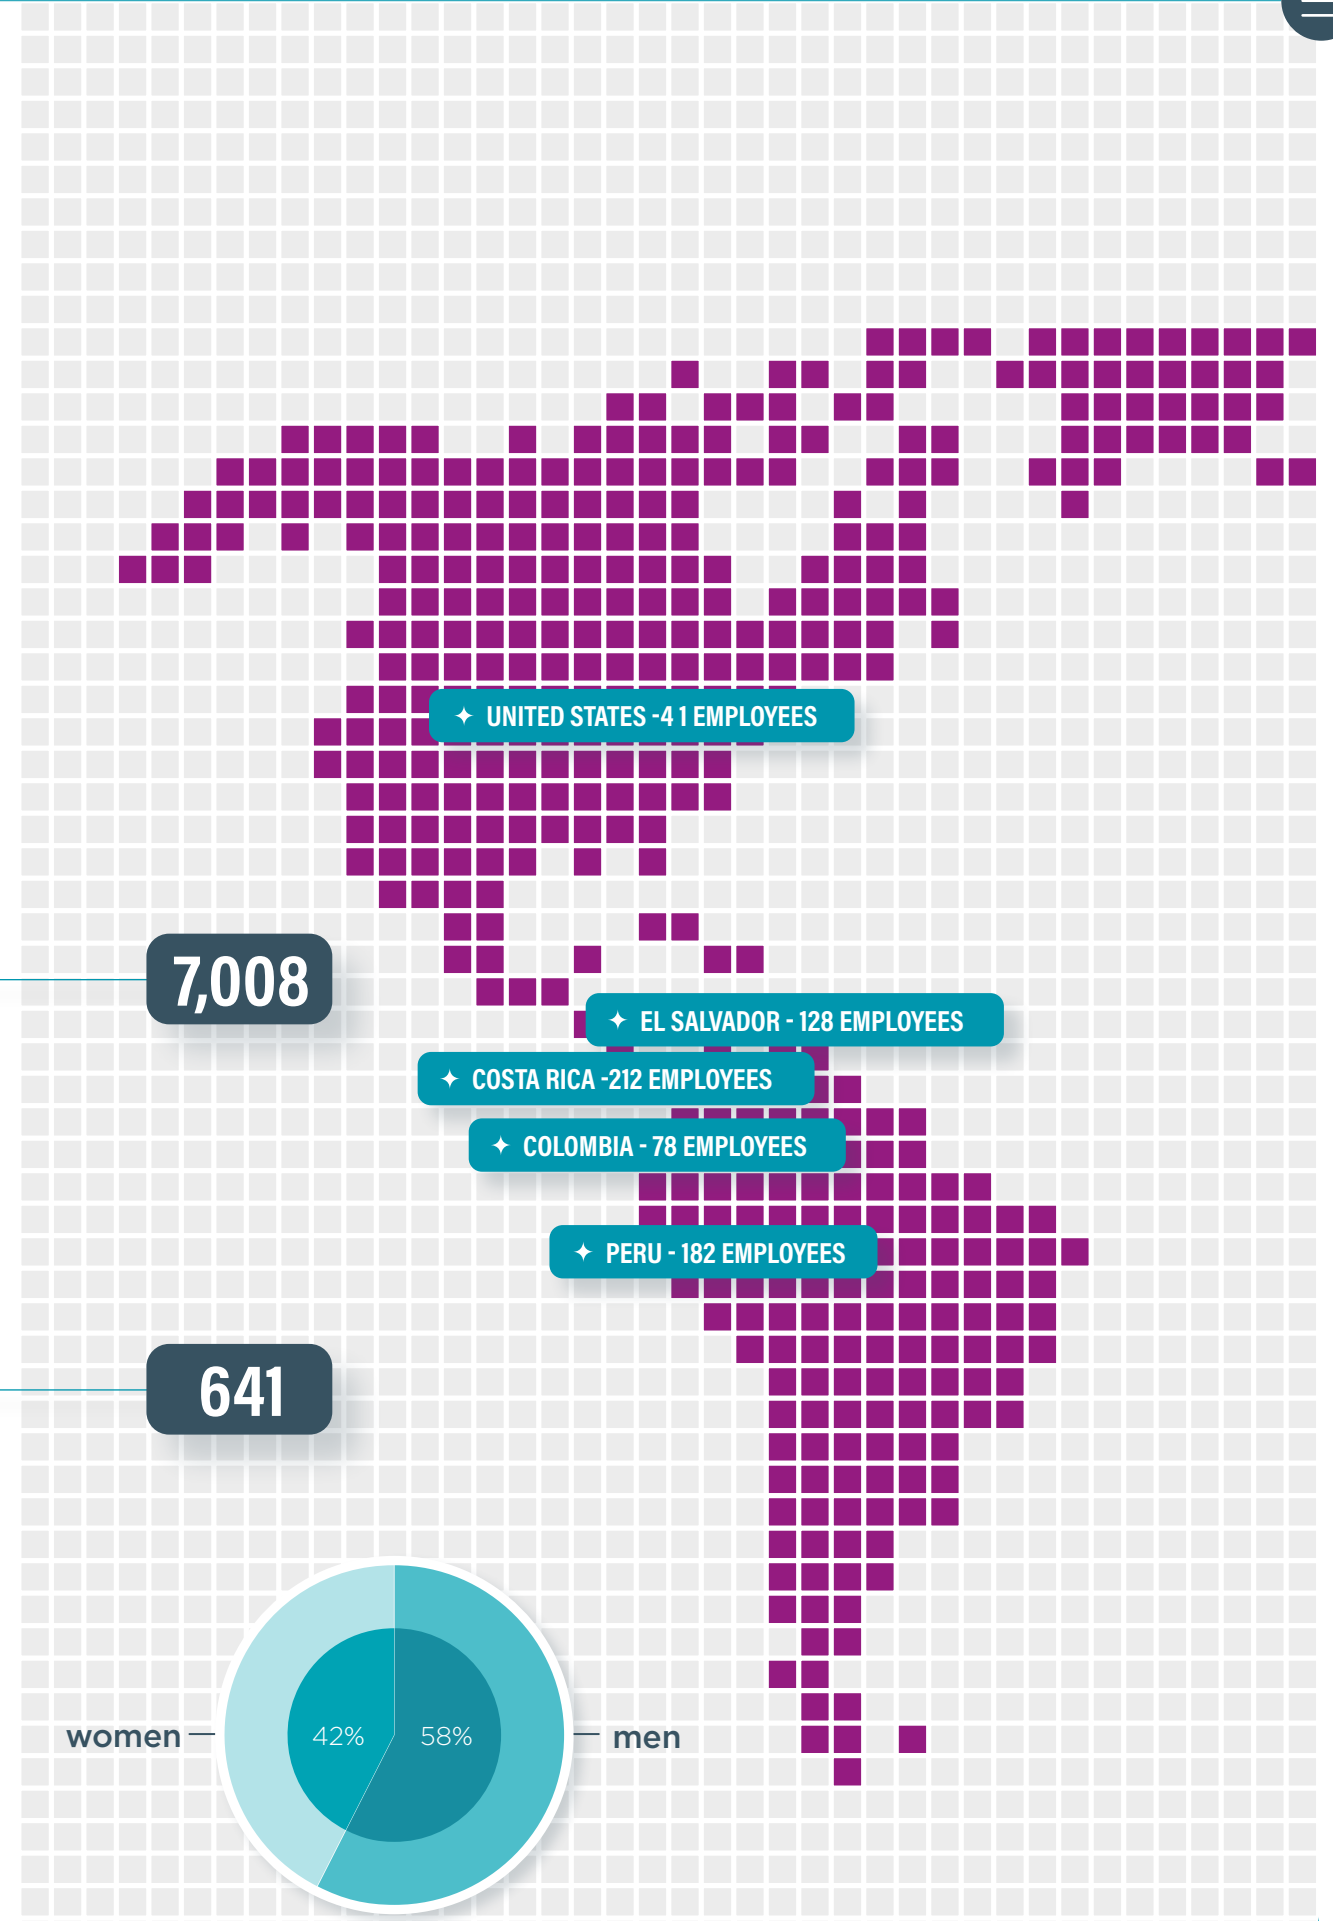 UNITED STATES -4 1 EMPLOYEES
7,008
EL SALVADOR - 128 EMPLOYEES
COSTA RICA -212 EMPLOYEES
COLOMBIA - 78 EMPLOYEES
PERU - 182 EMPLOYEES
641
women 42% 58% men